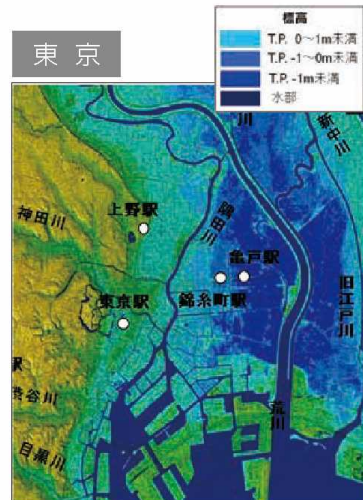 東京
標高
T.P. 0～1m未満
T.P. -1～0m未満
T.P. -1m未満
水部
川
新中川
神田川
上野駅
隅田川
亀戸駅
錦糸町駅
旧江戸川
東京駅
駅
渋谷川
荒川
目黒川